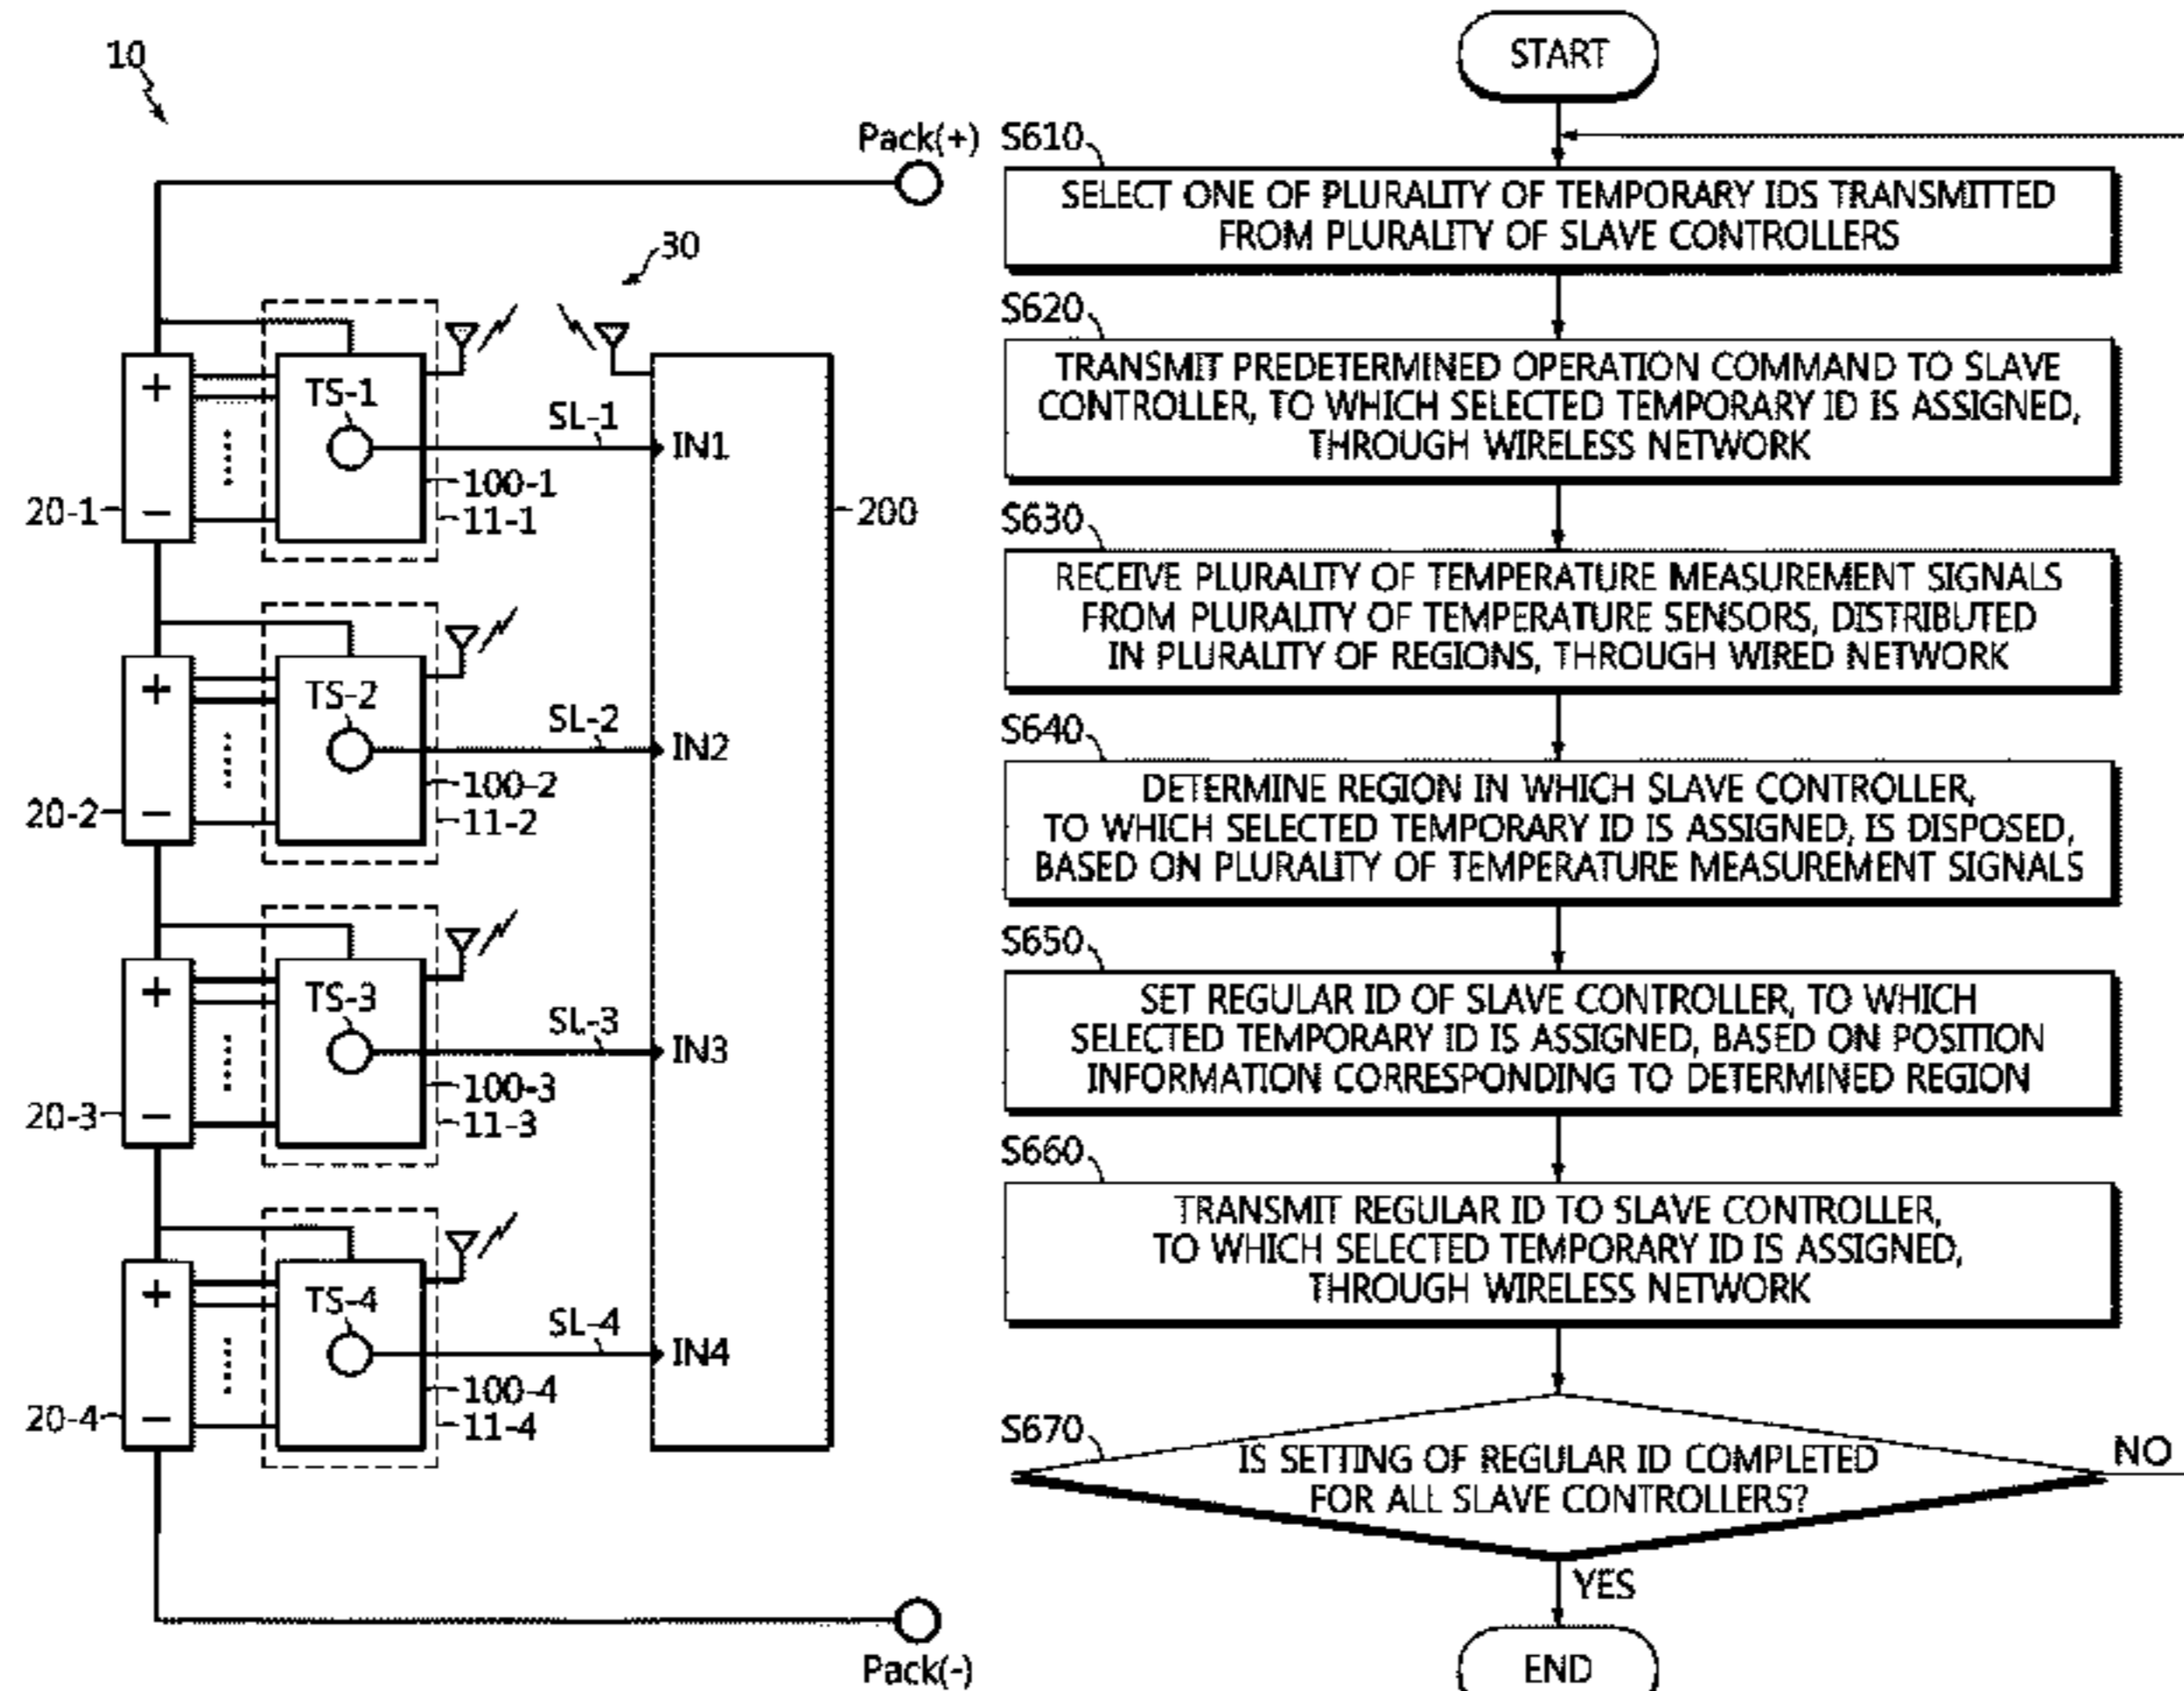 10
Pack(+)
30
TS-1
SL-1
IN1
100-1
11-1
20-1
200
TS-2
SL-2
IN2
100-2
11-2
20-2
TS-3
SL-3
IN3
100-3
11-3
20-3
TS-4
SL-4
IN4
100-4
11-4
20-4
Pack(-)
START
S610
SELECT ONE OF PLURALITY OF TEMPORARY IDS TRANSMITTED
FROM PLURALITY OF SLAVE CONTROLLERS
S620
TRANSMIT PREDETERMINED OPERATION COMMAND TO SLAVE
CONTROLLER, TO WHICH SELECTED TEMPORARY ID IS ASSIGNED,
THROUGH WIRELESS NETWORK
S630
RECEIVE PLURALITY OF TEMPERATURE MEASUREMENT SIGNALS
FROM PLURALITY OF TEMPERATURE SENSORS, DISTRIBUTED
IN PLURALITY OF REGIONS, THROUGH WIRED NETWORK
S640
DETERMINE REGION IN WHICH SLAVE CONTROLLER,
TO WHICH SELECTED TEMPORARY ID IS ASSIGNED, IS DISPOSED,
BASED ON PLURALITY OF TEMPERATURE MEASUREMENT SIGNALS
S650
SET REGULAR ID OF SLAVE CONTROLLER, TO WHICH
SELECTED TEMPORARY ID IS ASSIGNED, BASED ON POSITION
INFORMATION CORRESPONDING TO DETERMINED REGION
S660
TRANSMIT REGULAR ID TO SLAVE CONTROLLER,
TO WHICH SELECTED TEMPORARY ID IS ASSIGNED,
THROUGH WIRELESS NETWORK
S670
IS SETTING OF REGULAR ID COMPLETED
FOR ALL SLAVE CONTROLLERS?
NO
YES
END